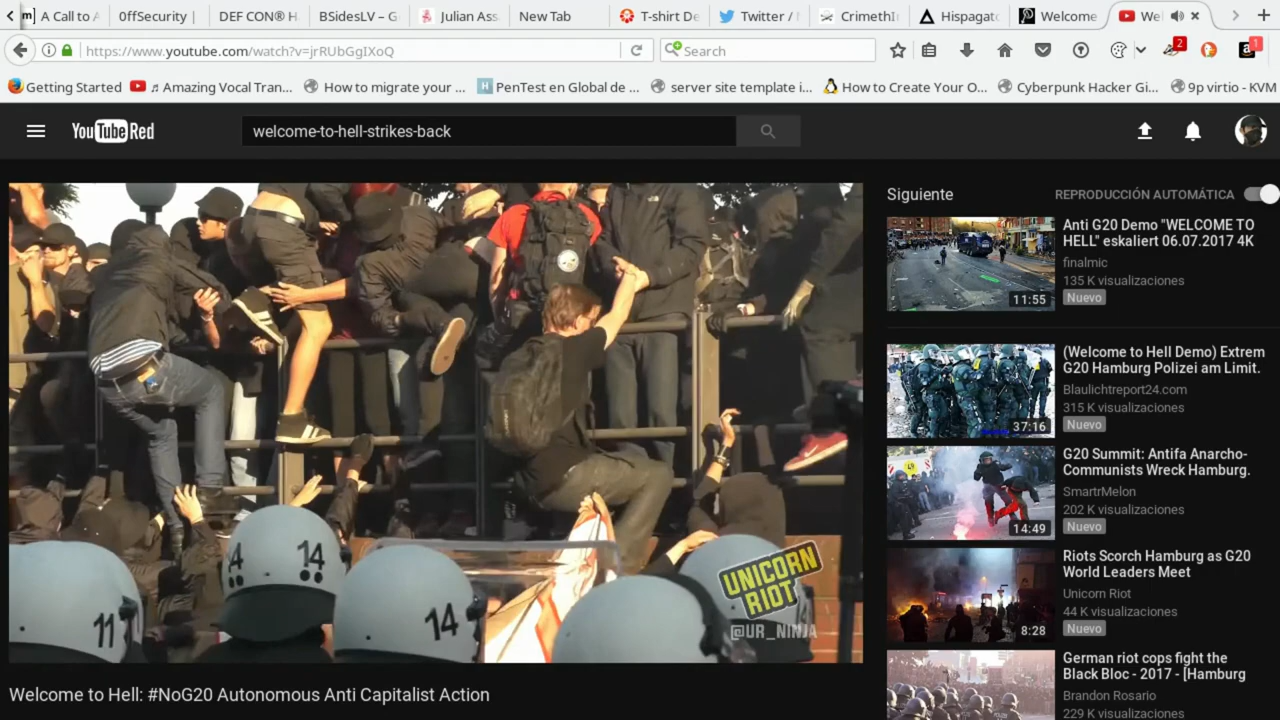 m] A Call to A
0ffSecurity |
DEF CON® H
BSidesLV – G
Julian Ass
New Tab
T-shirt De
Twitter / 
CrimethI
Hispagat
Welcome
Wel
https://www.youtube.com/watch?v=jrRUbGgIXoQ
Search
2
1
Getting Started
♬ Amazing Vocal Tran...
How to migrate your ...
H PenTest en Global de ...
server site template i...
How to Create Your O...
Cyberpunk Hacker Gi...
9p virtio - KVM
YouTube Red
welcome-to-hell-strikes-back
Siguiente
REPRODUCCIÓN AUTOMÁTICA
Anti G20 Demo "WELCOME TO
HELL" eskaliert 06.07.2017 4K
finalmic
135 K visualizaciones
Nuevo
11:55
(Welcome to Hell Demo) Extrem
G20 Hamburg Polizei am Limit.
Blaulichtreport24.com
315 K visualizaciones
Nuevo
37:16
G20 Summit: Antifa Anarcho-
Communists Wreck Hamburg.
SmartrMelon
202 K visualizaciones
Nuevo
14:49
Riots Scorch Hamburg as G20
World Leaders Meet
Unicorn Riot
44 K visualizaciones
Nuevo
8:28
German riot cops fight the
Black Bloc - 2017 - [Hamburg
Brandon Rosario
229 K visualizaciones
11
4
14
14
UNICORN
RIOT
@UR_NINJA
Welcome to Hell: #NoG20 Autonomous Anti Capitalist Action